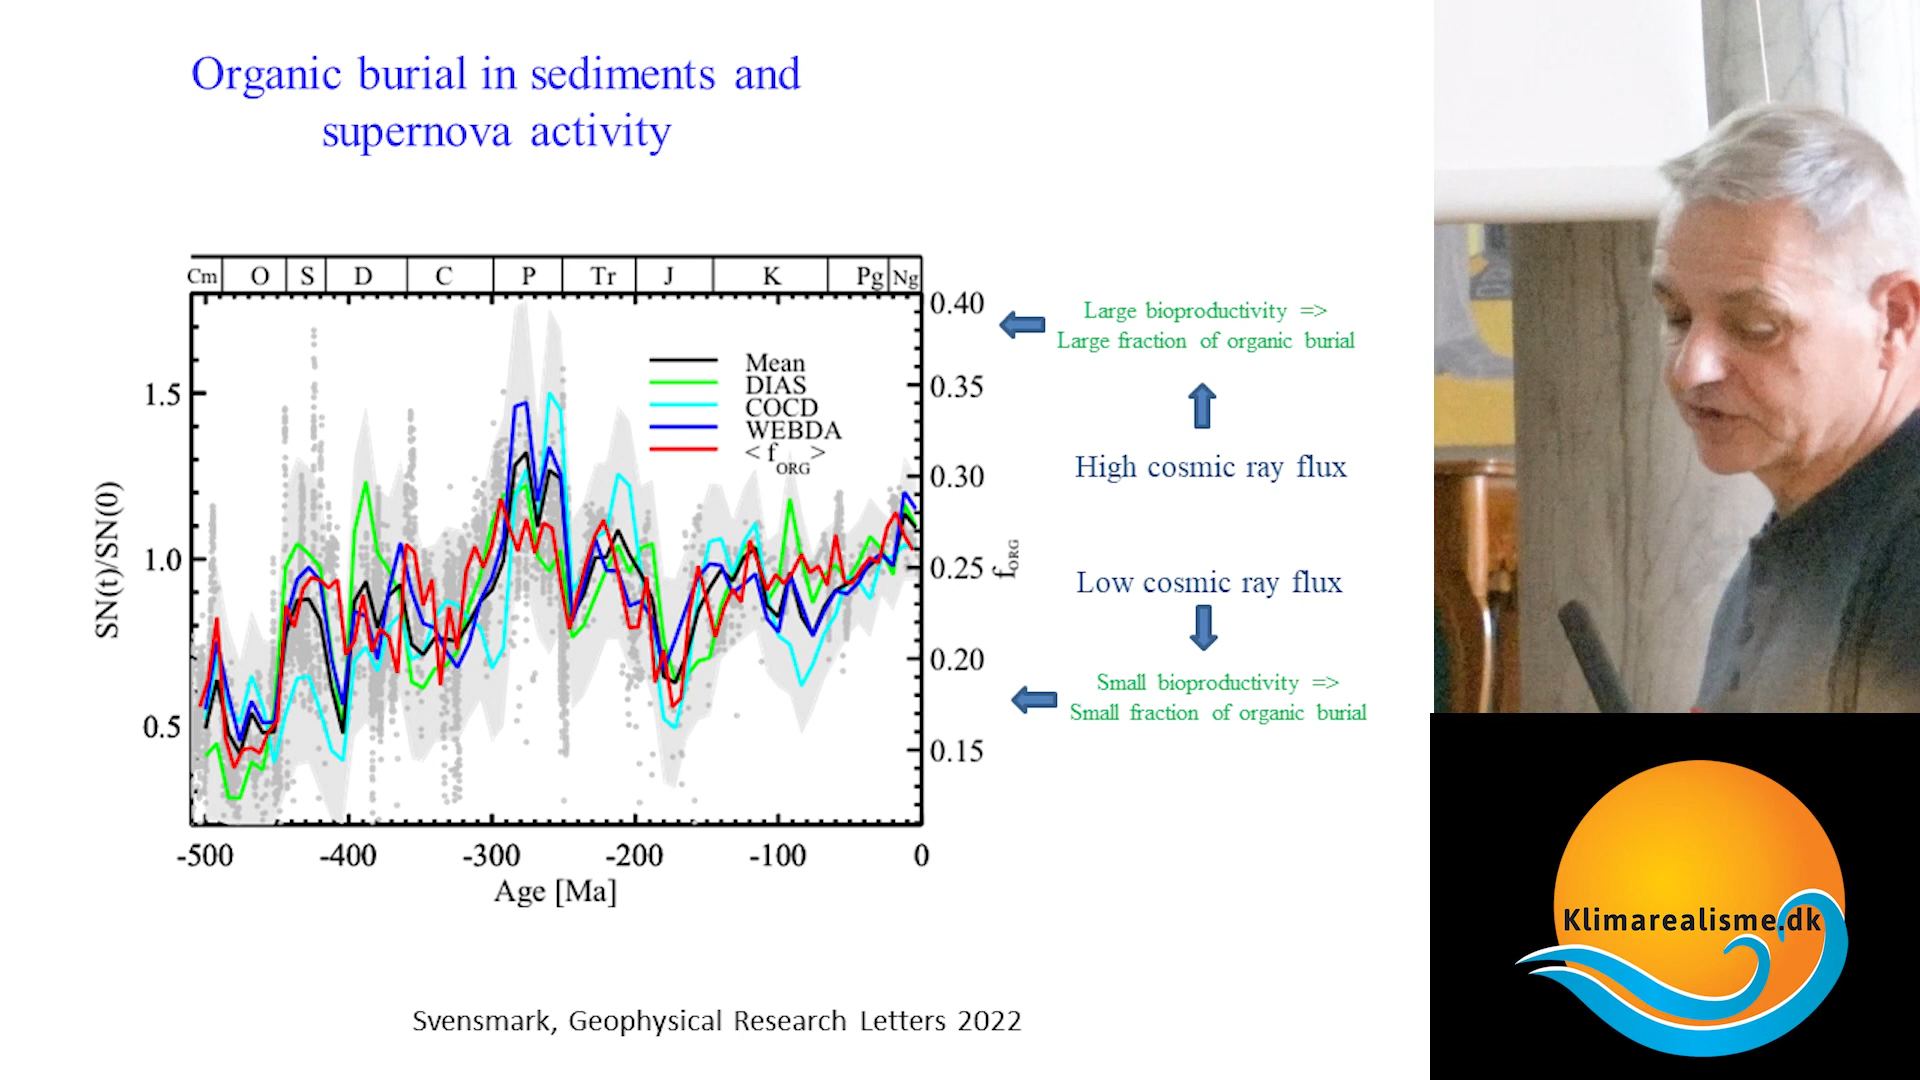 Organic burial in sediments and
supernova activity
Cm O S D C P Tr J K Pg Ng
SN(t)/SN(0)
1.5
1.0
0.5
Mean
DIAS
COCD
WEBDA
< f ORG >
0.40
0.35
0.30
0.25
0.20
0.15
fORG
-500 -400 -300 -200 -100 0
Age [Ma]
Large bioproductivity =>
Large fraction of organic burial
High cosmic ray flux
Low cosmic ray flux
Small bioproductivity =>
Small fraction of organic burial
Svensmark, Geophysical Research Letters 2022
Klimarealisme.dk